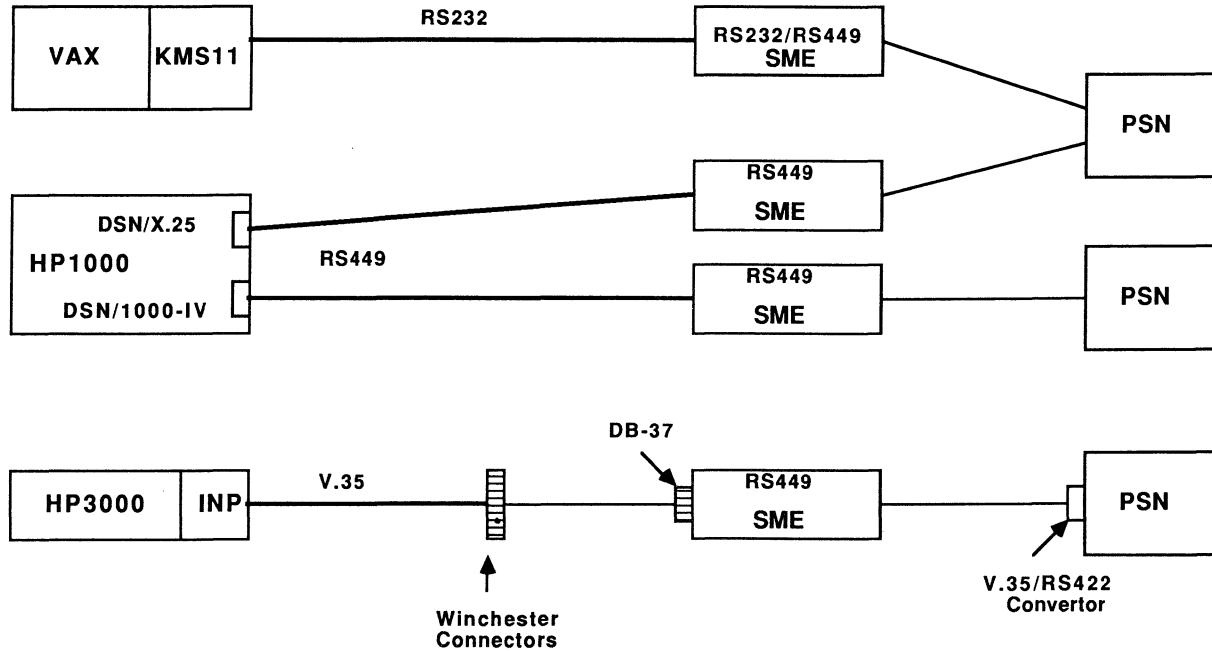 RS232
VAX
KMS11
RS232/RS449
SME
PSN
RS449
SME
DSN/X.25
HP1000
RS449
DSN/1000-IV
RS449
SME
PSN
DB-37
V.35
HP3000
INP
RS449
SME
PSN
V.35/RS422
Convertor
Winchester
Connectors